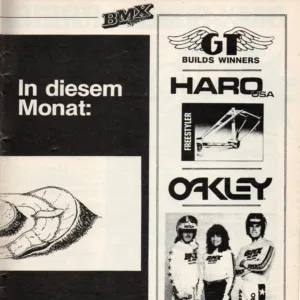 BMX
In diesem
Monat:
GT
BUILDS WINNERS
HARO
USA
FREESTYLER
OAKLEY